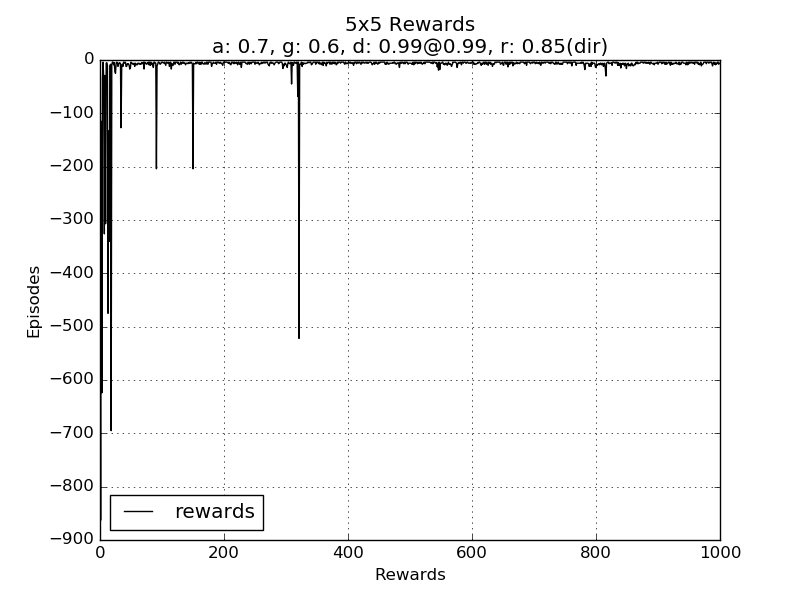 5x5 Rewards
a: 0.7, g: 0.6, d: 0.99@0.99, r: 0.85(dir)
0
−100
−200
−300
−400
−500
−600
−700
−800
−900
Episodes
rewards
0 200 400 600 800 1000
Rewards